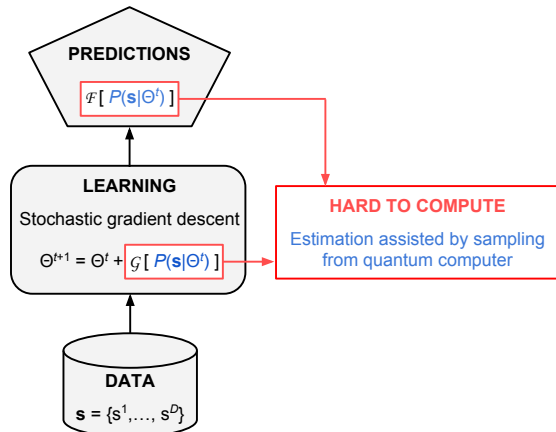 PREDICTIONS
ℱ[ P(s|Θᵗ) ]
LEARNING
Stochastic gradient descent
Θᵗ⁺¹ = Θᵗ + 𝒢[ P(s|Θᵗ) ]
HARD TO COMPUTE
Estimation assisted by sampling
from quantum computer
DATA
s = {s¹,..., sᴰ}